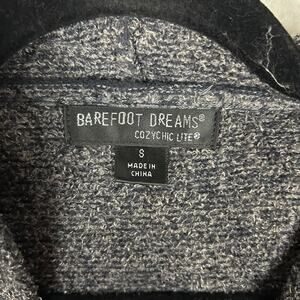 BAREFOOT DREAMS®
COZYCHIC LITE®
S
MADE IN
CHINA